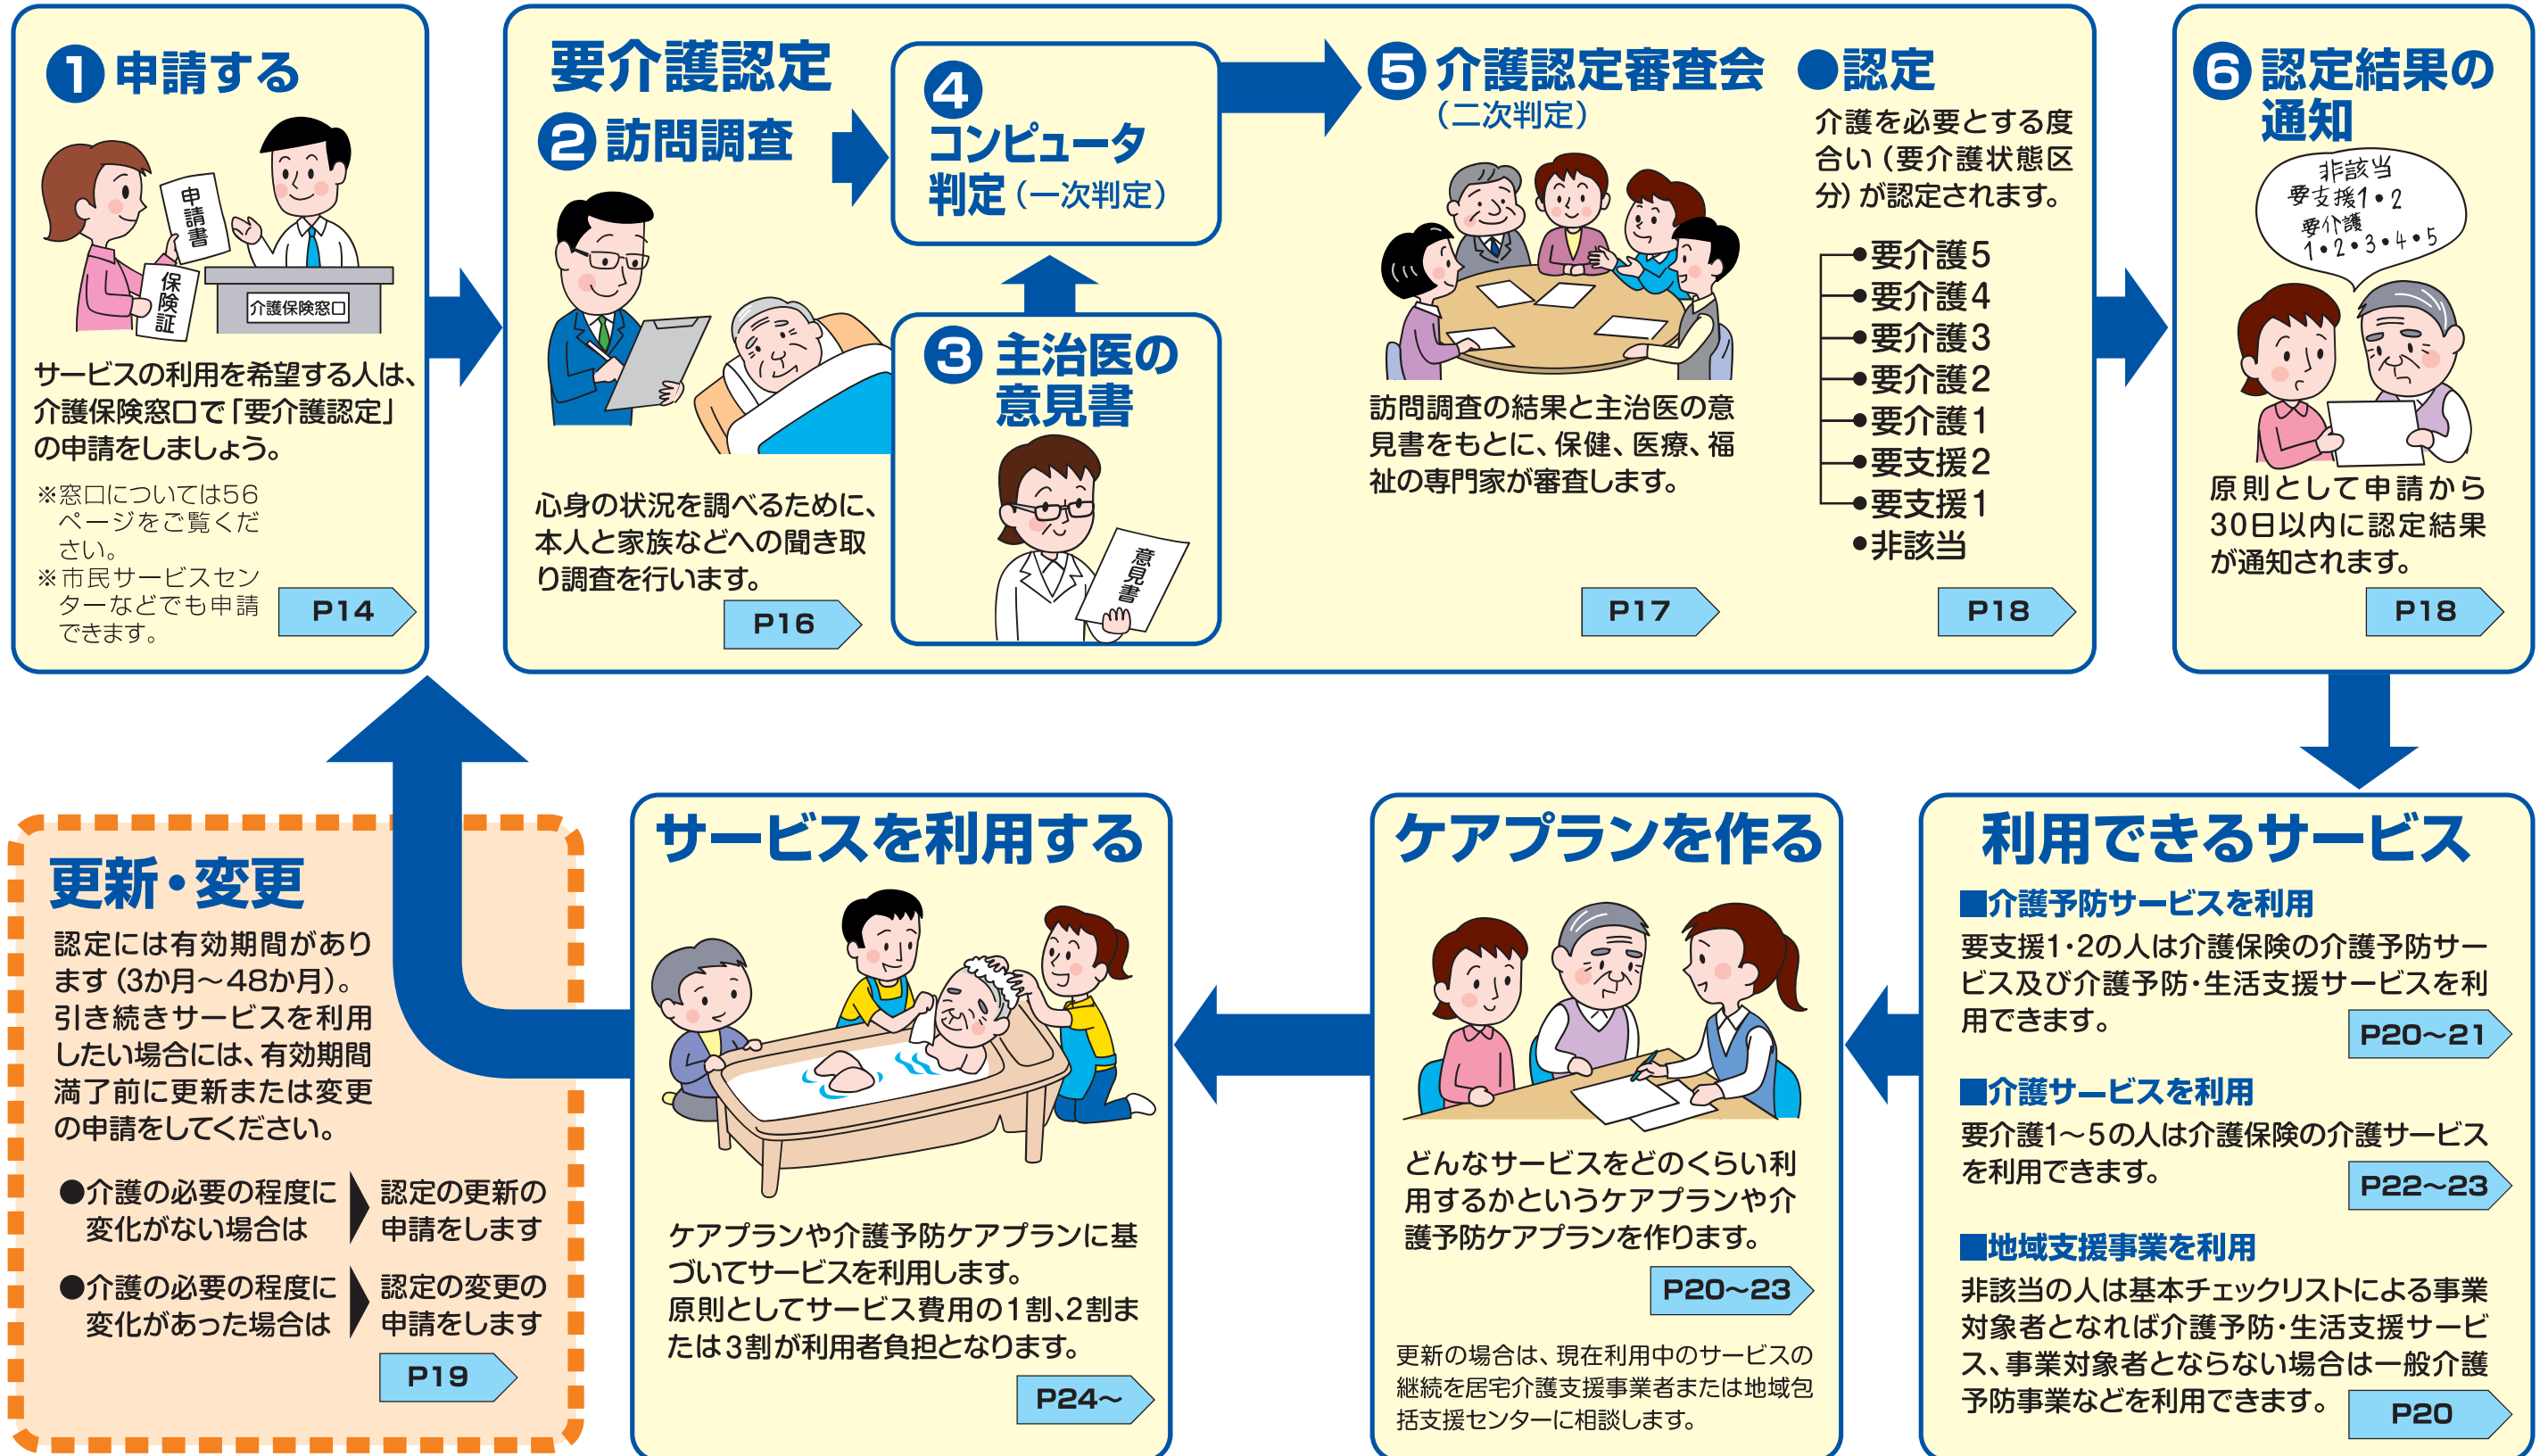 1 申請する
申請書
保険証
介護保険窓口
サービスの利用を希望する人は、
介護保険窓口で「要介護認定」
の申請をしましょう。
※窓口については56
ページをご覧くだ
さい。
※市民サービスセン
ターなどでも申請
できます。
P14
要介護認定
2 訪問調査
心身の状況を調べるために、
本人と家族などへの聞き取
り調査を行います。
P16
3 主治医の
意見書
意見書
4
コンピュータ
判定（一次判定）
5 介護認定審査会
（二次判定）
訪問調査の結果と主治医の意
見書をもとに、保健、医療、福
祉の専門家が審査します。
P17
●認定
介護を必要とする度
合い（要介護状態区
分）が認定されます。
●要介護5
●要介護4
●要介護3
●要介護2
●要介護1
●要支援2
●要支援1
●非該当
P18
6 認定結果の
通知
非該当
要支援1・2
要介護
1・2・3・4・5
原則として申請から
30日以内に認定結果
が通知されます。
P18
利用できるサービス
■介護予防サービスを利用
要支援1・2の人は介護保険の介護予防サー
ビス及び介護予防・生活支援サービスを利
用できます。
P20～21
■介護サービスを利用
要介護1～5の人は介護保険の介護サービス
を利用できます。
P22～23
■地域支援事業を利用
非該当の人は基本チェックリストによる事業
対象者となれば介護予防・生活支援サービ
ス、事業対象者とならない場合は一般介護
予防事業などを利用できます。
P20
ケアプランを作る
どんなサービスをどのくらい利
用するかというケアプランや介
護予防ケアプランを作ります。
P20～23
更新の場合は、現在利用中のサービスの
継続を居宅介護支援事業者または地域包
括支援センターに相談します。
サービスを利用する
ケアプランや介護予防ケアプランに基
づいてサービスを利用します。
原則としてサービス費用の1割、2割ま
たは3割が利用者負担となります。
P24～
更新・変更
認定には有効期間があり
ます（3か月～48か月）。
引き続きサービスを利用
したい場合には、有効期間
満了前に更新または変更
の申請をしてください。
●介護の必要の程度に
変化がない場合は
認定の更新の
申請をします
●介護の必要の程度に
変化があった場合は
認定の変更の
申請をします
P19